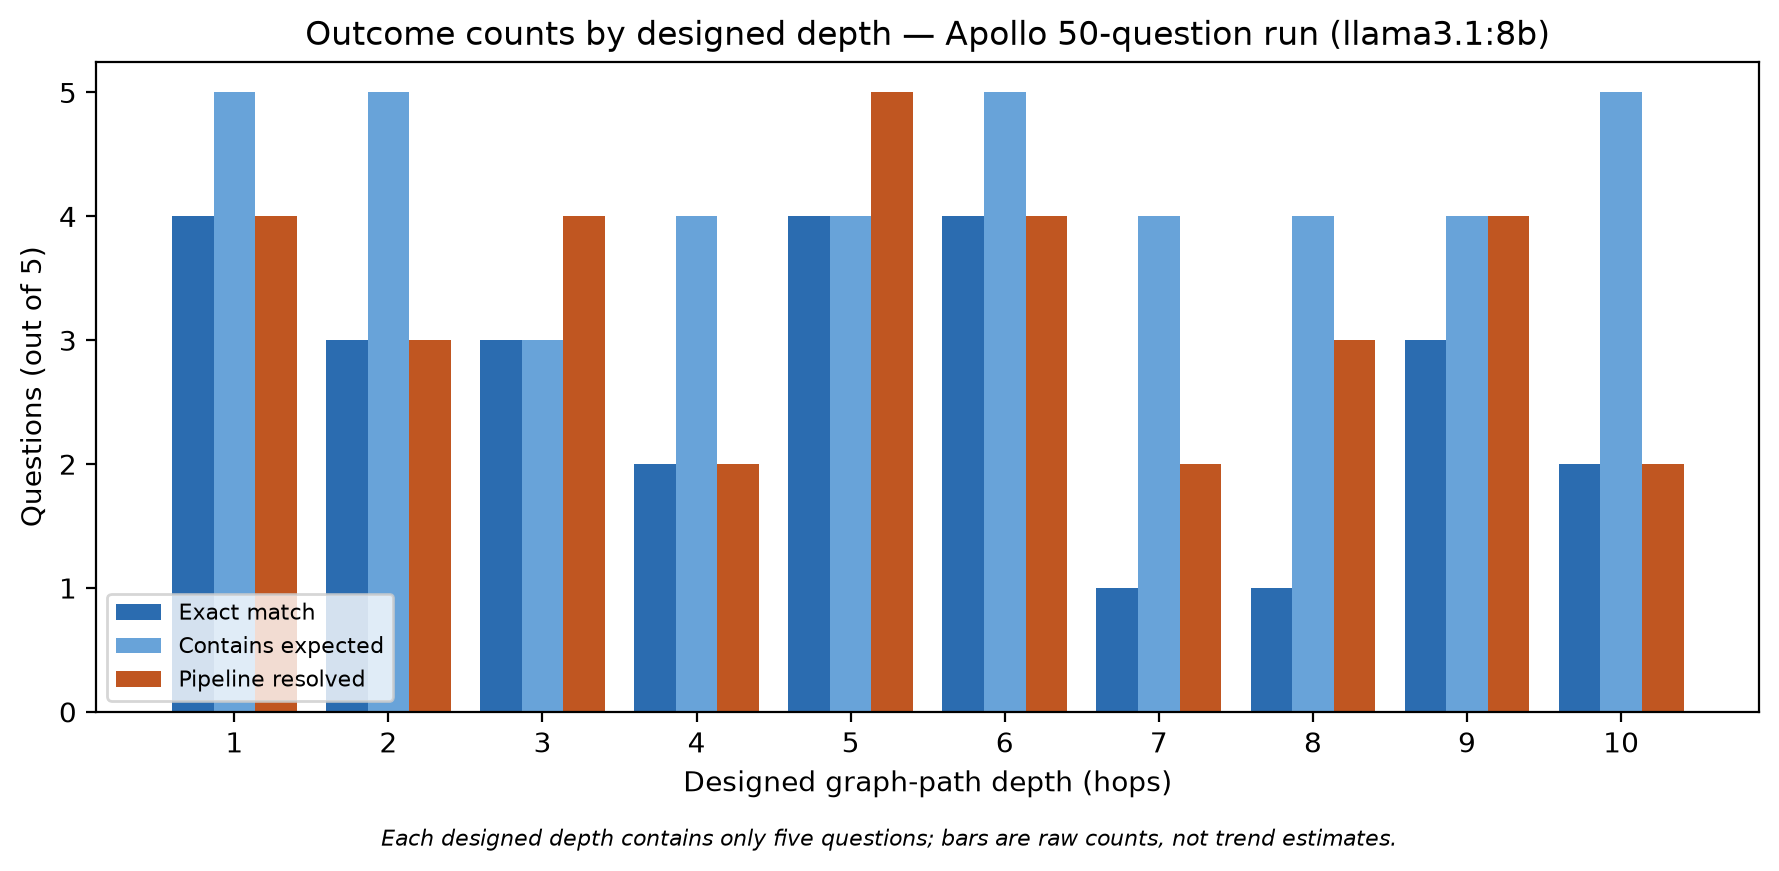 Outcome counts by designed depth — Apollo 50-question run (llama3.1:8b)
Questions (out of 5)
5
4
3
2
1
0
Exact match
Contains expected
Pipeline resolved
1 2 3 4 5 6 7 8 9 10
Designed graph-path depth (hops)
Each designed depth contains only five questions; bars are raw counts, not trend estimates.